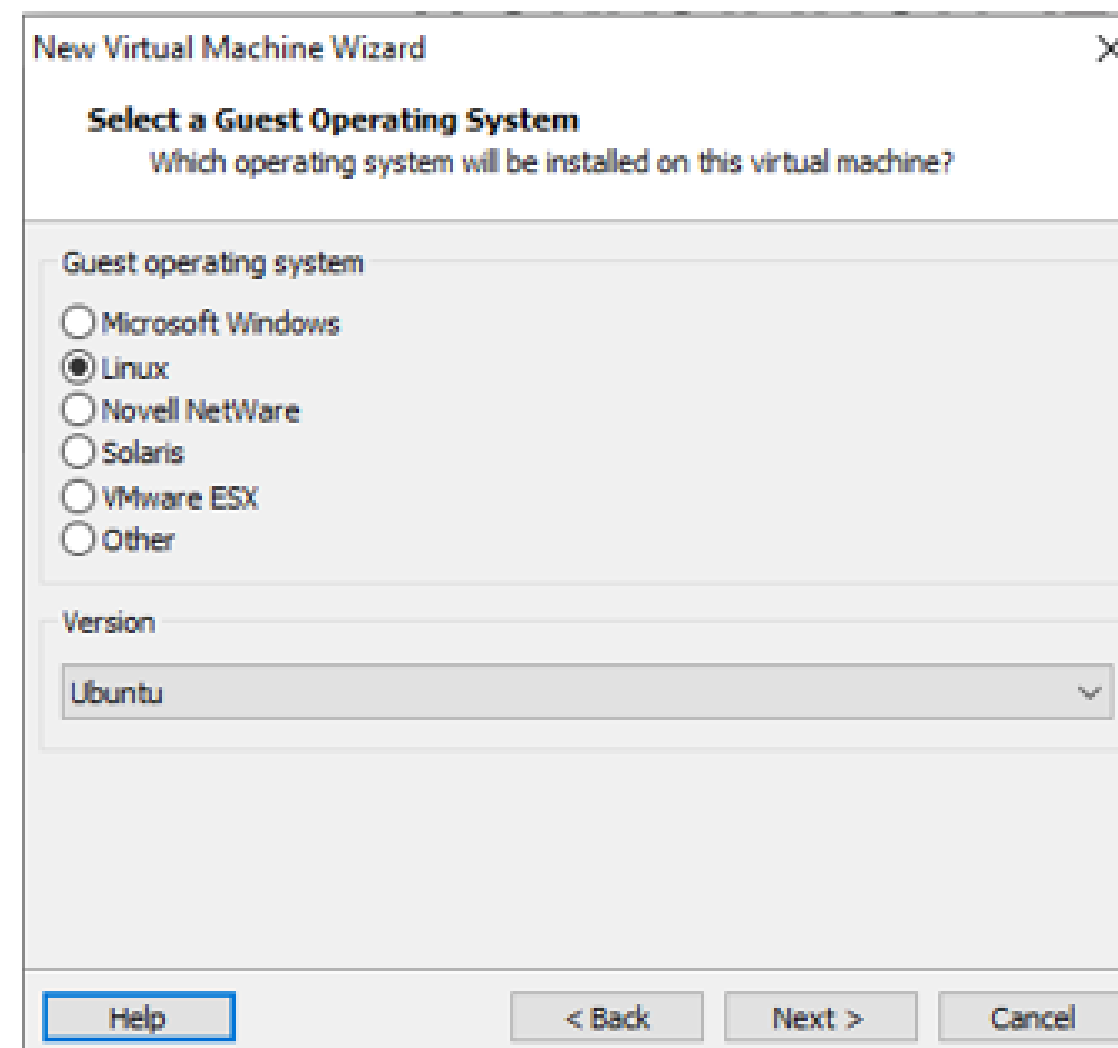 New Virtual Machine Wizard
Select a Guest Operating System
Which operating system will be installed on this virtual machine?
Guest operating system
Microsoft Windows
Linux
Novell NetWare
Solaris
VMware ESX
Other
Version
Ubuntu
Help
< Back
Next >
Cancel